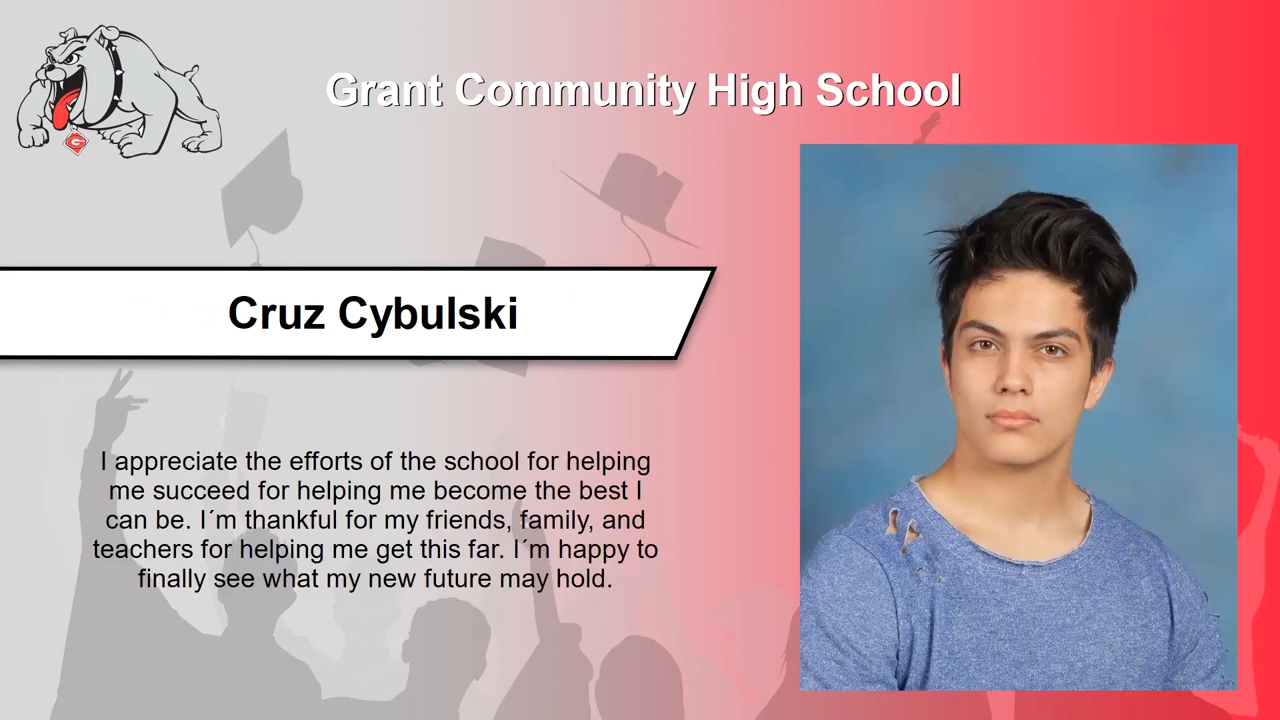 Grant Community High School
G
Cruz Cybulski
I appreciate the efforts of the school for helping
me succeed for helping me become the best I
can be. I´m thankful for my friends, family, and
teachers for helping me get this far. I´m happy to
finally see what my new future may hold.